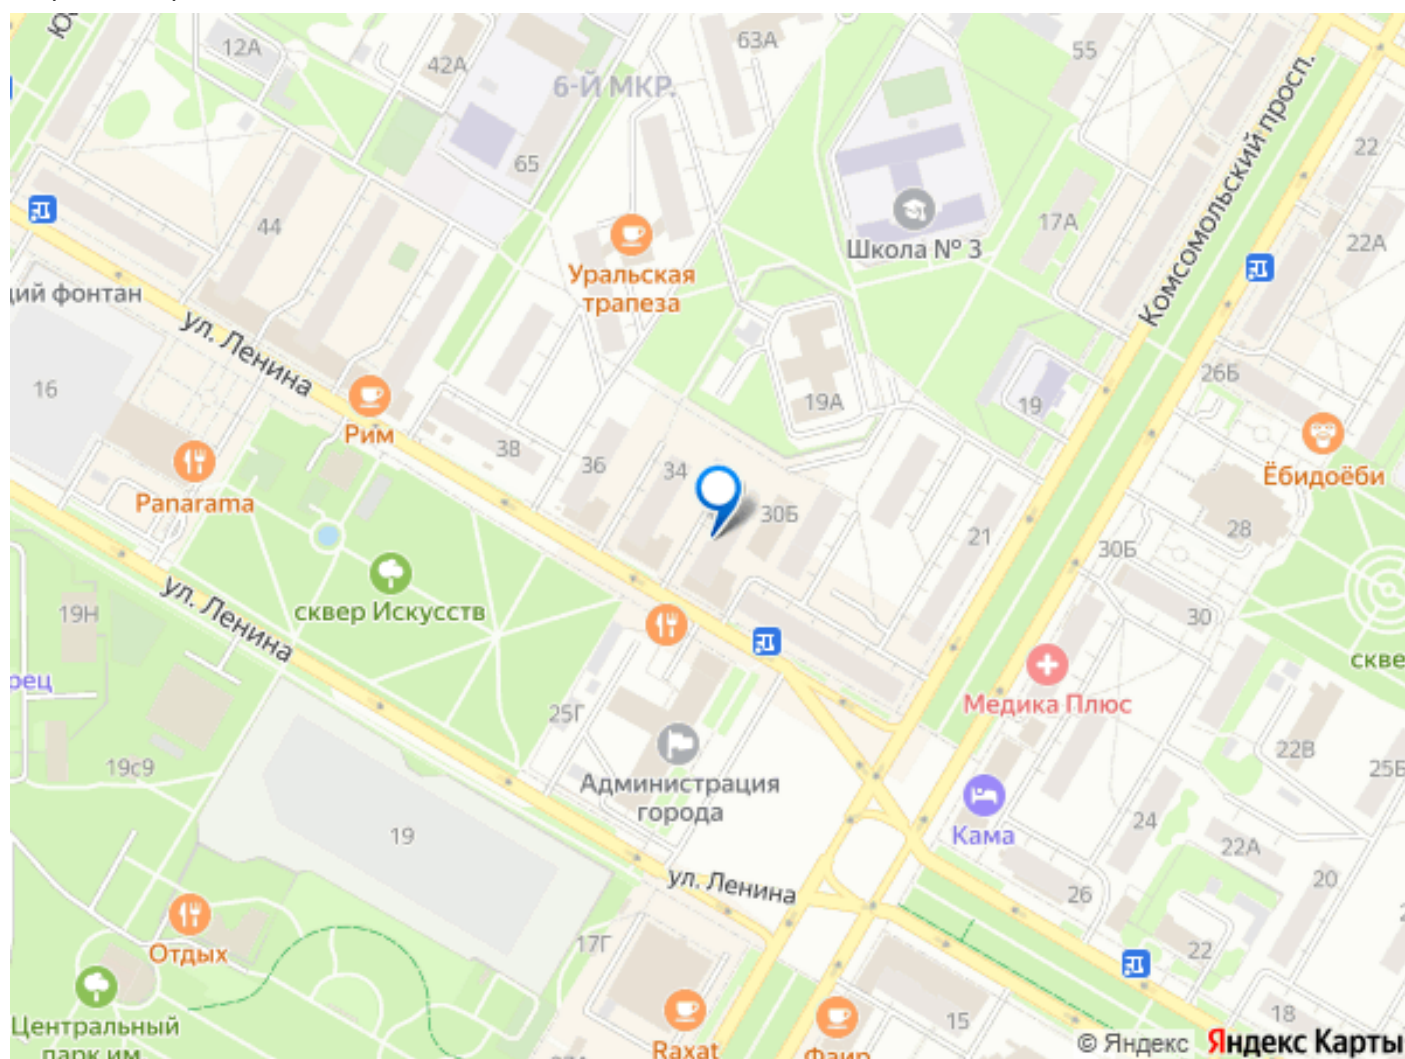 12А
42А
63А
55
6-Й МКР.
65
22
44
Школа № 3
17А
22А
Комсомольский просп.
Уральская
трапеза
ий фонтан
ул. Ленина
16
Рим
38
36
34
19А
19
26Б
Ёбидоёби
Panarama
30Б
21
28
30Б
сквер Искусств
19Н
ул. Ленина
30
Медика Плюс
25Г
22В
19с9
25Б
Администрация
города
19
Кама
24
22А
ул. Ленина
26
20
Отдых
17Г
22
Центральный
парк им
Raxat
15
18
© Яндекс Яндекс Карты